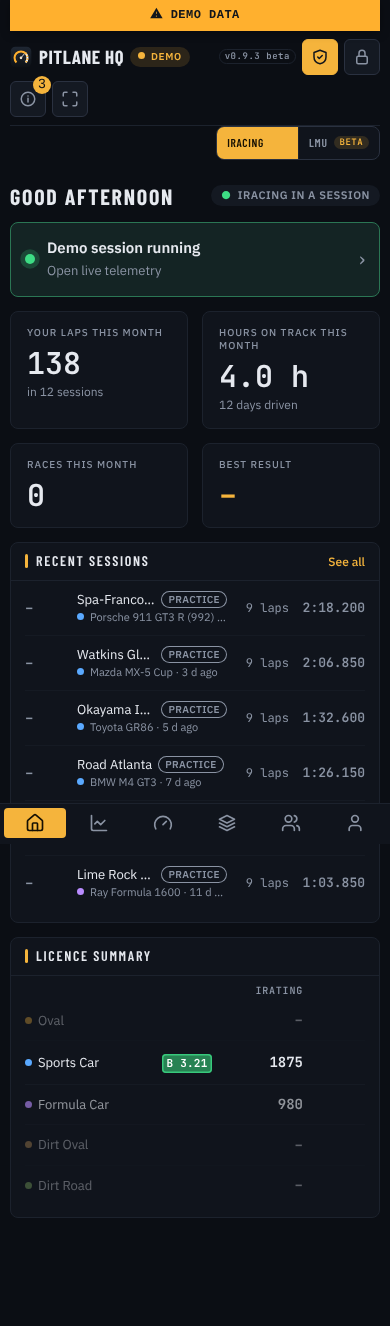 DEMO DATA
PITLANE HQ
DEMO
v0.9.3 beta
3
IRACING
LMU BETA
GOOD AFTERNOON
IRACING IN A SESSION
Demo session running
Open live telemetry
YOUR LAPS THIS MONTH
138
in 12 sessions
HOURS ON TRACK THIS MONTH
4.0 h
12 days driven
RACES THIS MONTH
0
BEST RESULT
–
RECENT SESSIONS
See all
– Spa-Franco... PRACTICE 9 laps 2:18.200
Porsche 911 GT3 R (992) ...
– Watkins Gl... PRACTICE 9 laps 2:06.850
Mazda MX-5 Cup · 3 d ago
– Okayama I... PRACTICE 9 laps 1:32.600
Toyota GR86 · 5 d ago
– Road Atlanta PRACTICE 9 laps 1:26.150
BMW M4 GT3 · 7 d ago
– Lime Rock ... PRACTICE 9 laps 1:03.850
Ray Formula 1600 · 11 d ...
LICENCE SUMMARY
IRATING
Oval –
Sports Car B 3.21 1875
Formula Car 980
Dirt Oval –
Dirt Road –